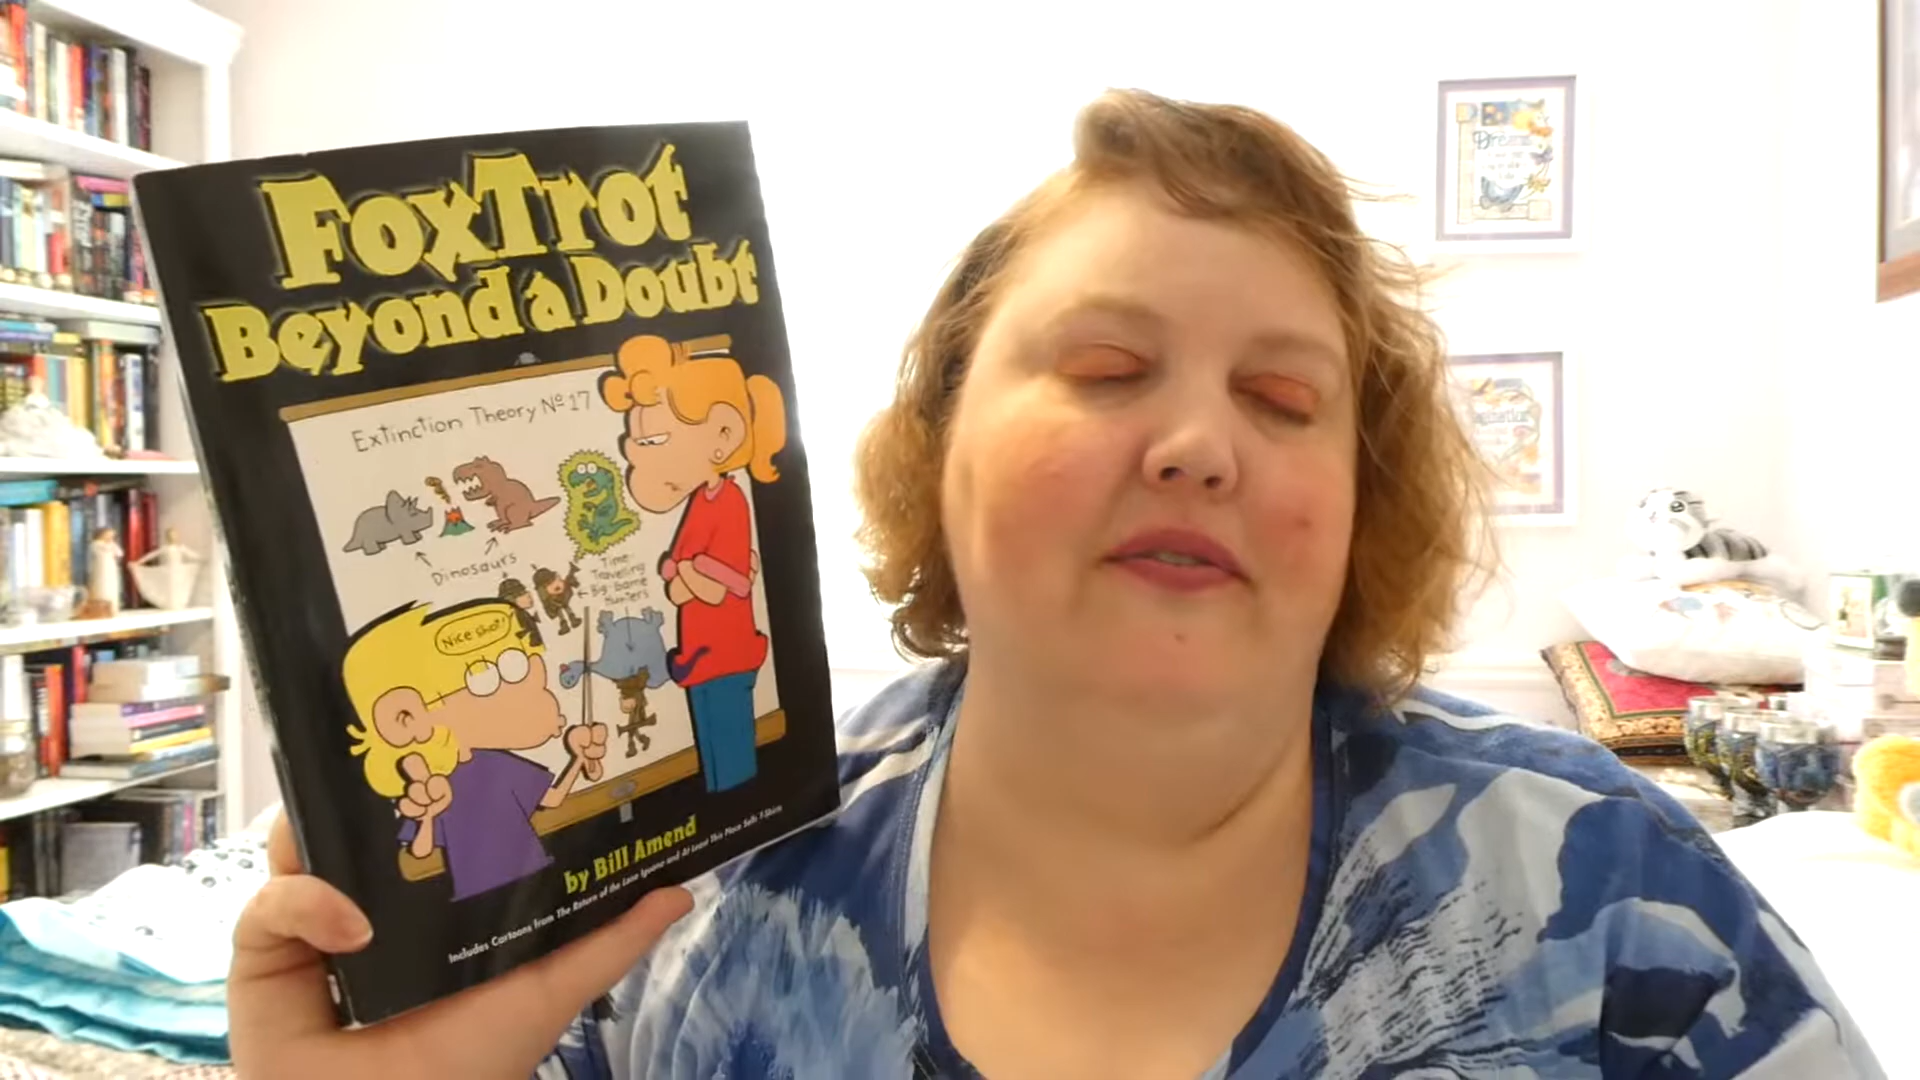 FoxTrot
Beyond a Doubt
Extinction Theory Nº 17
Dinosaurs
Time-
Traveling
Big-Game
Hunters
Nice shot!
by Bill Amend
Includes Cartoons from The Return of the Lone Iguana and At Least This Place Sells T-Shirts
Dreams